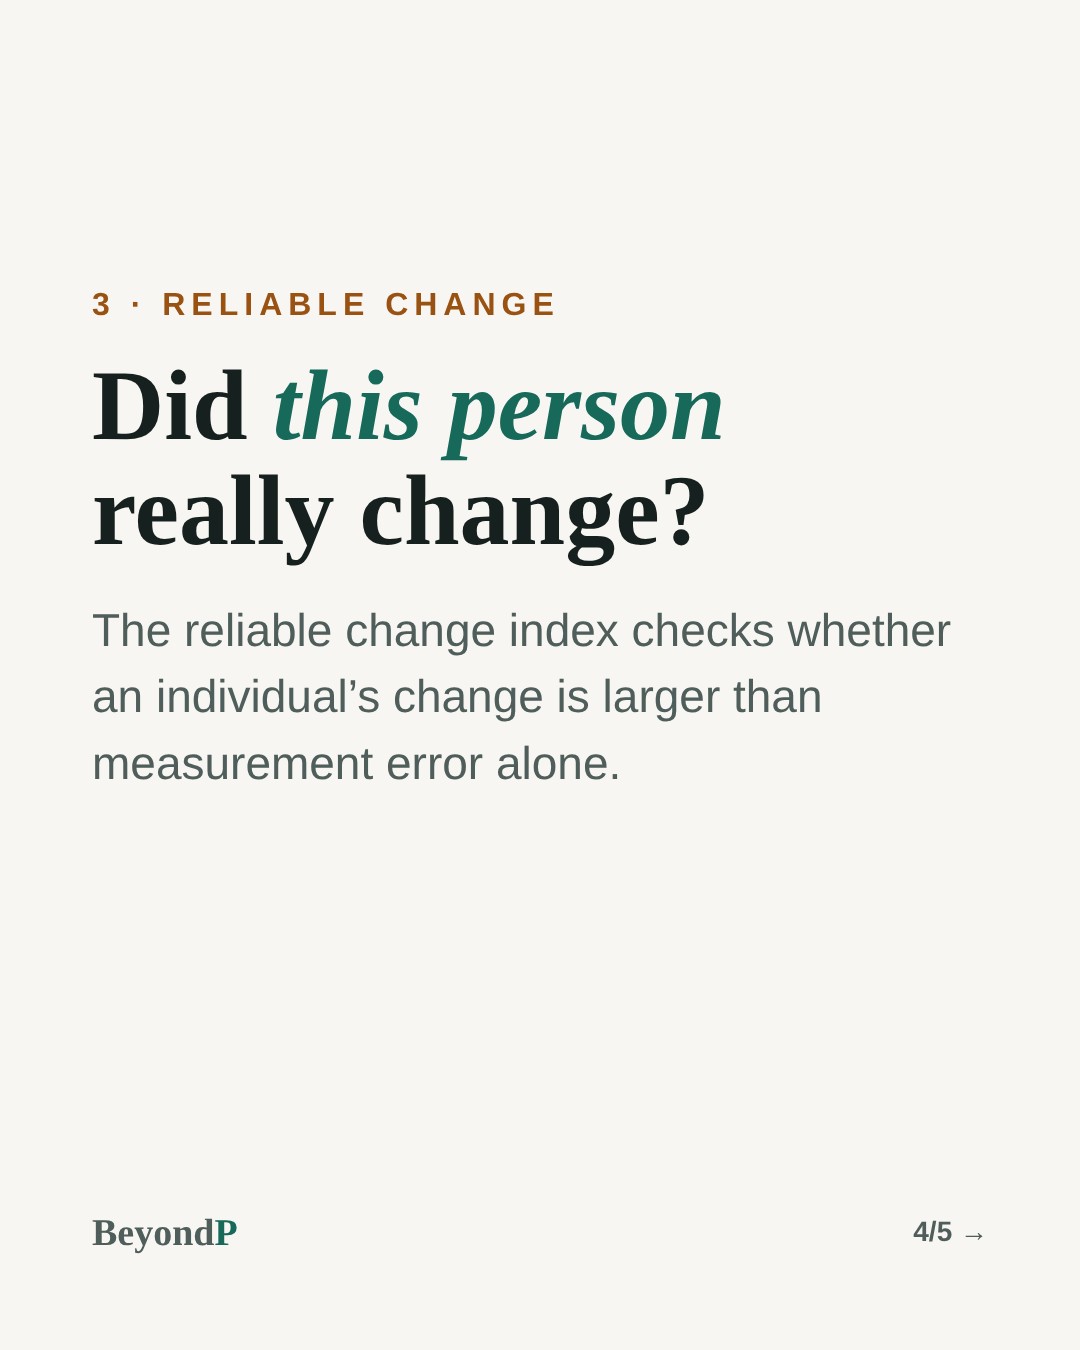 3 · RELIABLE CHANGE
Did this person
really change?
The reliable change index checks whether
an individual’s change is larger than
measurement error alone.
BeyondP
4/5 →